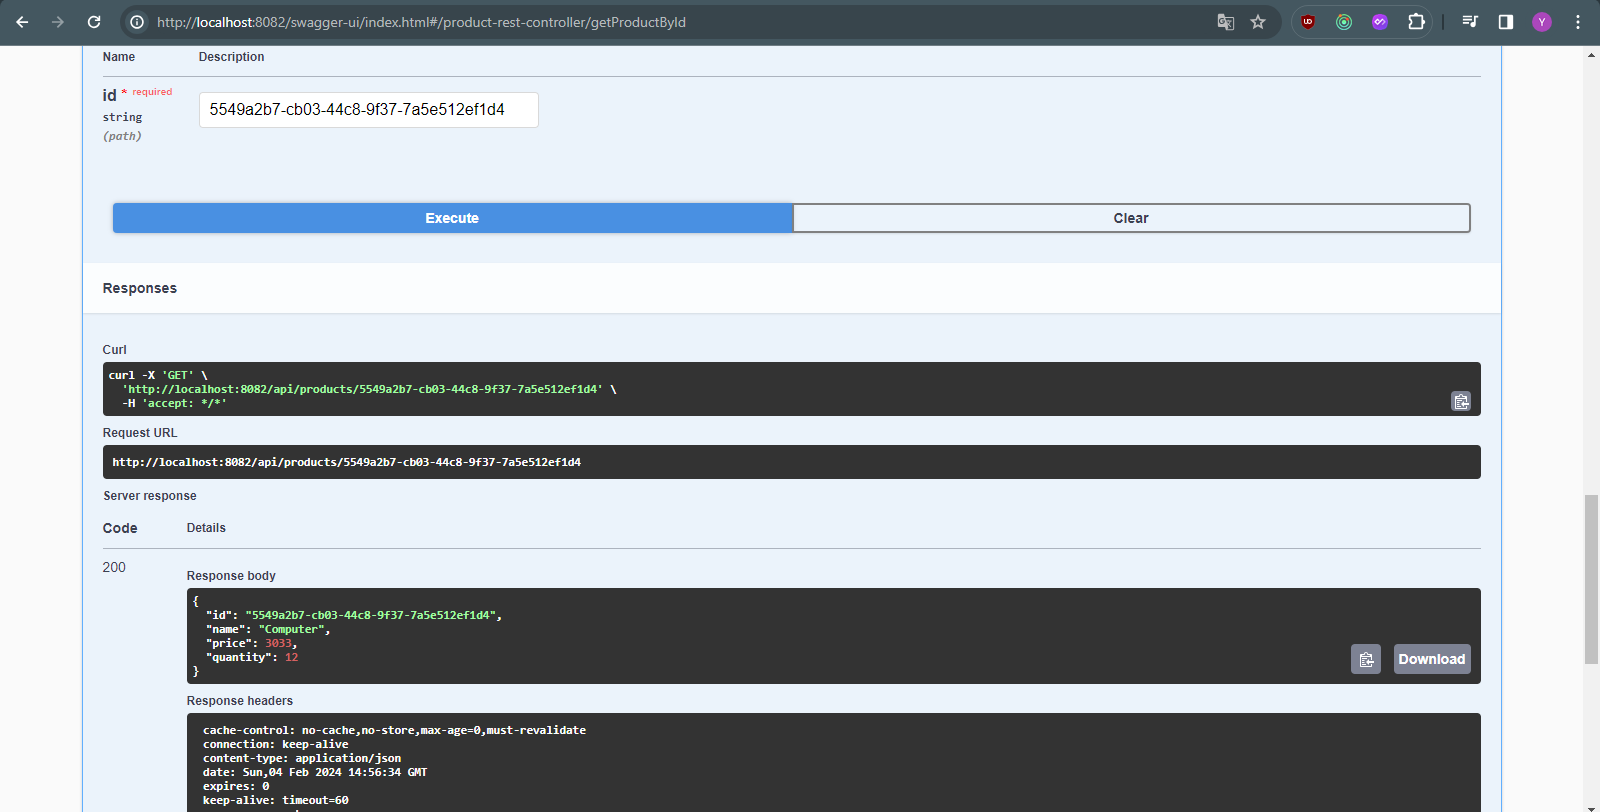 http://localhost:8082/swagger-ui/index.html#/product-rest-controller/getProductById
Name Description
id * required
string
(path)
5549a2b7-cb03-44c8-9f37-7a5e512ef1d4
Execute Clear
Responses
Curl
curl -X 'GET' \
'http://localhost:8082/api/products/5549a2b7-cb03-44c8-9f37-7a5e512ef1d4' \
-H 'accept: */*'
Request URL
http://localhost:8082/api/products/5549a2b7-cb03-44c8-9f37-7a5e512ef1d4
Server response
Code Details
200
Response body
{
"id": "5549a2b7-cb03-44c8-9f37-7a5e512ef1d4",
"name": "Computer",
"price": 3033,
"quantity": 12
}
Download
Response headers
cache-control: no-cache,no-store,max-age=0,must-revalidate
connection: keep-alive
content-type: application/json
date: Sun,04 Feb 2024 14:56:34 GMT
expires: 0
keep-alive: timeout=60